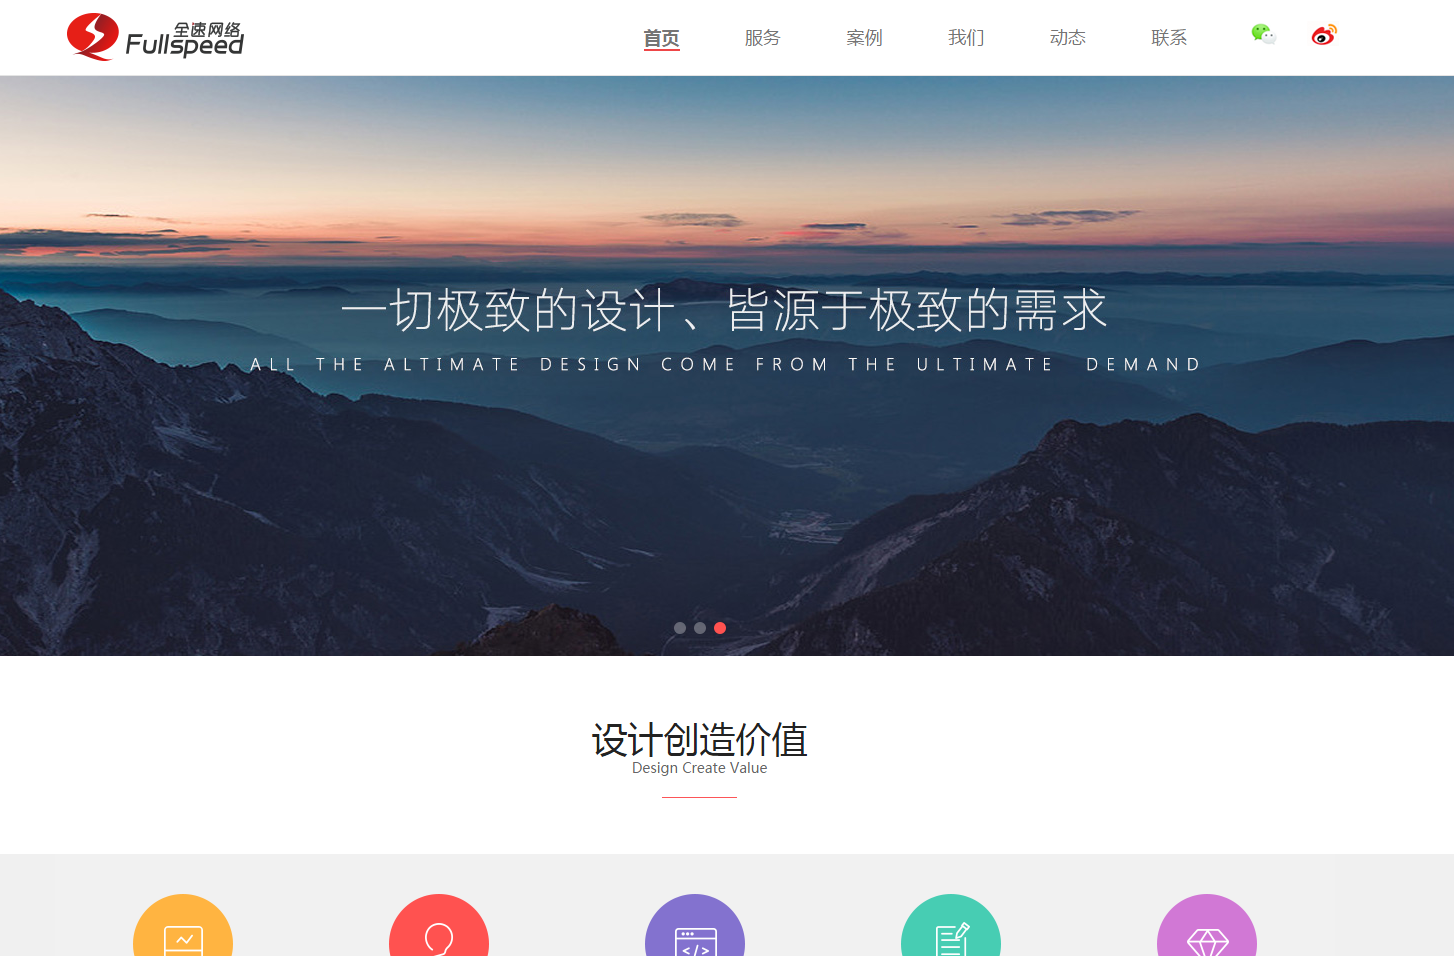 全速网络
Fullspeed
首页 服务 案例 我们 动态 联系
一切极致的设计、皆源于极致的需求
ALL THE ALTIMATE DESIGN COME FROM THE ULTIMATE DEMAND
设计创造价值
Design Create Value